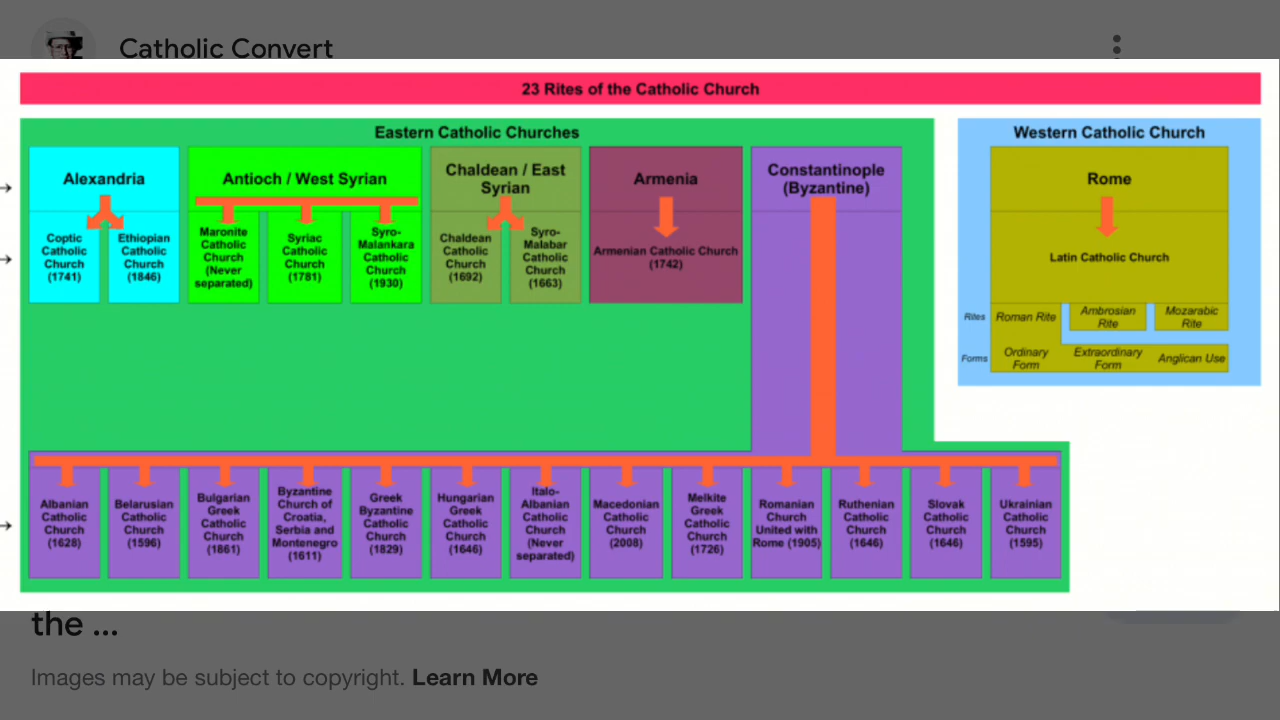 Catholic Convert
23 Rites of the Catholic Church
Eastern Catholic Churches
Alexandria
Coptic
Catholic
Church
(1741)
Ethiopian
Catholic
Church
(1846)
Antioch / West Syrian
Maronite
Catholic
Church
(Never
separated)
Syriac
Catholic
Church
(1781)
Syro-
Malankara
Catholic
Church
(1930)
Chaldean / East
Syrian
Chaldean
Catholic
Church
(1692)
Syro-
Malabar
Catholic
Church
(1663)
Armenia
Armenian Catholic Church
(1742)
Constantinople
(Byzantine)
Albanian
Catholic
Church
(1628)
Belarusian
Catholic
Church
(1596)
Bulgarian
Greek
Catholic
Church
(1861)
Byzantine
Church of
Croatia,
Serbia and
Montenegro
(1611)
Greek
Byzantine
Catholic
Church
(1829)
Hungarian
Greek
Catholic
Church
(1646)
Italo-
Albanian
Catholic
Church
(Never
separated)
Macedonian
Catholic
Church
(2008)
Melkite
Greek
Catholic
Church
(1726)
Romanian
Church
United with
Rome (1905)
Ruthenian
Catholic
Church
(1646)
Slovak
Catholic
Church
(1646)
Ukrainian
Catholic
Church
(1595)
Western Catholic Church
Rome
Latin Catholic Church
Rites
Roman Rite
Ambrosian
Rite
Mozarabic
Rite
Forms
Ordinary
Form
Extraordinary
Form
Anglican Use
the ...
Images may be subject to copyright. Learn More